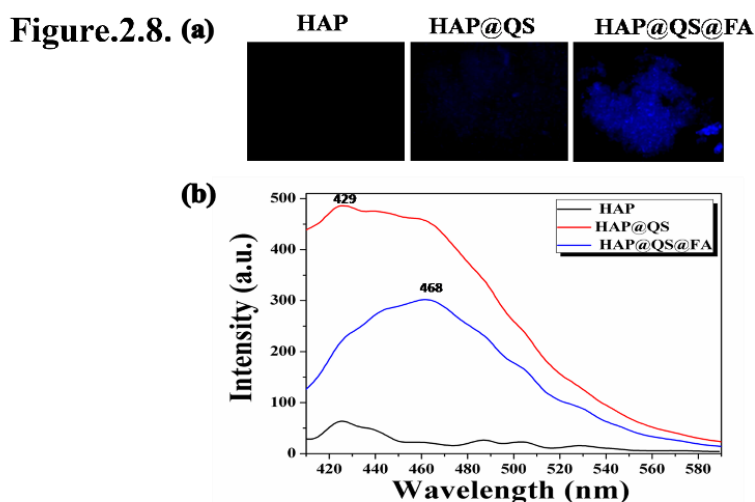 Figure.2.8. (a) HAP HAP@QS HAP@QS@FA
(b)
500
400
300
200
100
0
429
468
HAP
HAP@QS
HAP@QS@FA
Intensity (a.u.)
420 440 460 480 500 520 540 560 580
Wavelength (nm)